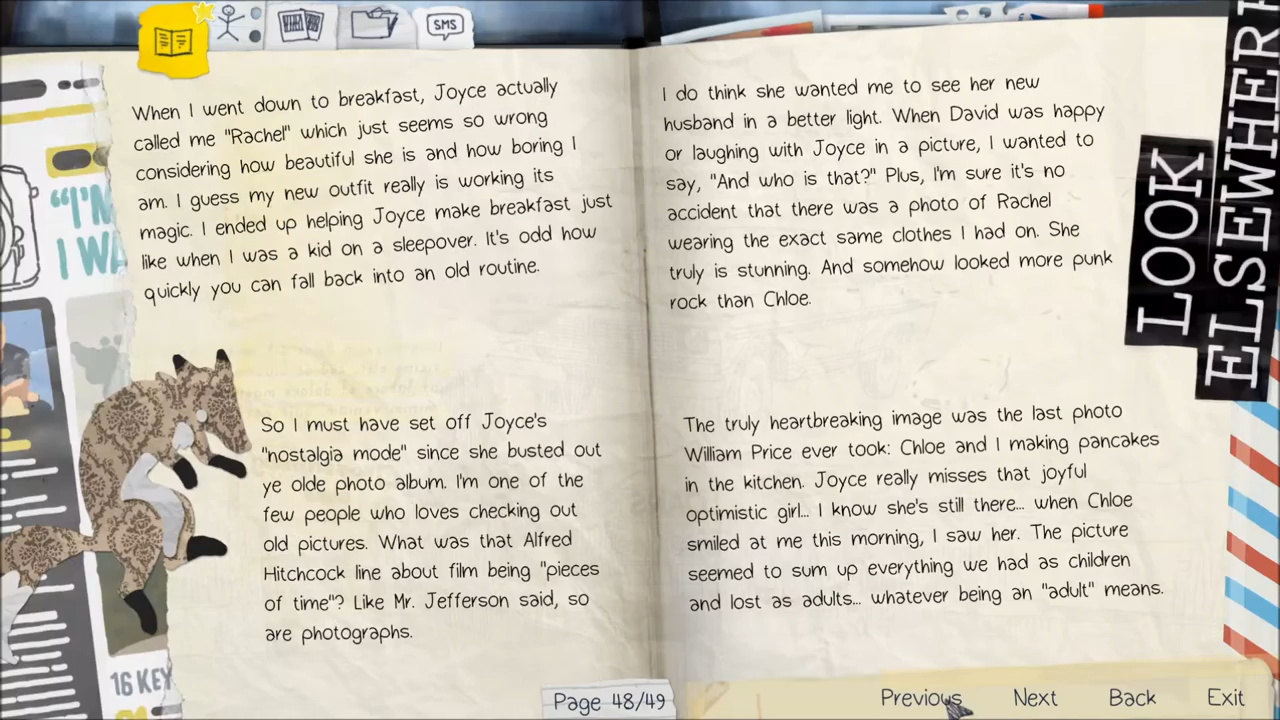 SMS
When I went down to breakfast, Joyce actually
called me "Rachel" which just seems so wrong
considering how beautiful she is and how boring I
am. I guess my new outfit really is working its
magic. I ended up helping Joyce make breakfast just
like when I was a kid on a sleepover. It's odd how
quickly you can fall back into an old routine.
So I must have set off Joyce's
"nostalgia mode" since she busted out
ye olde photo album. I'm one of the
few people who loves checking out
old pictures. What was that Alfred
Hitchcock line about film being "pieces
of time"? Like Mr. Jefferson said, so
are photographs.
I do think she wanted me to see her new
husband in a better light. When David was happy
or laughing with Joyce in a picture, I wanted to
say, "And who is that?" Plus, I'm sure it's no
accident that there was a photo of Rachel
wearing the exact same clothes I had on. She
truly is stunning. And somehow looked more punk
rock than Chloe.
The truly heartbreaking image was the last photo
William Price ever took: Chloe and I making pancakes
in the kitchen. Joyce really misses that joyful
optimistic girl... I know she's still there... when Chloe
smiled at me this morning, I saw her. The picture
seemed to sum up everything we had as children
and lost as adults... whatever being an "adult" means.
LOOK
ELSEWHERE
"I'M
I WA
16 KEY
Page 48/49
Previous Next Back Exit